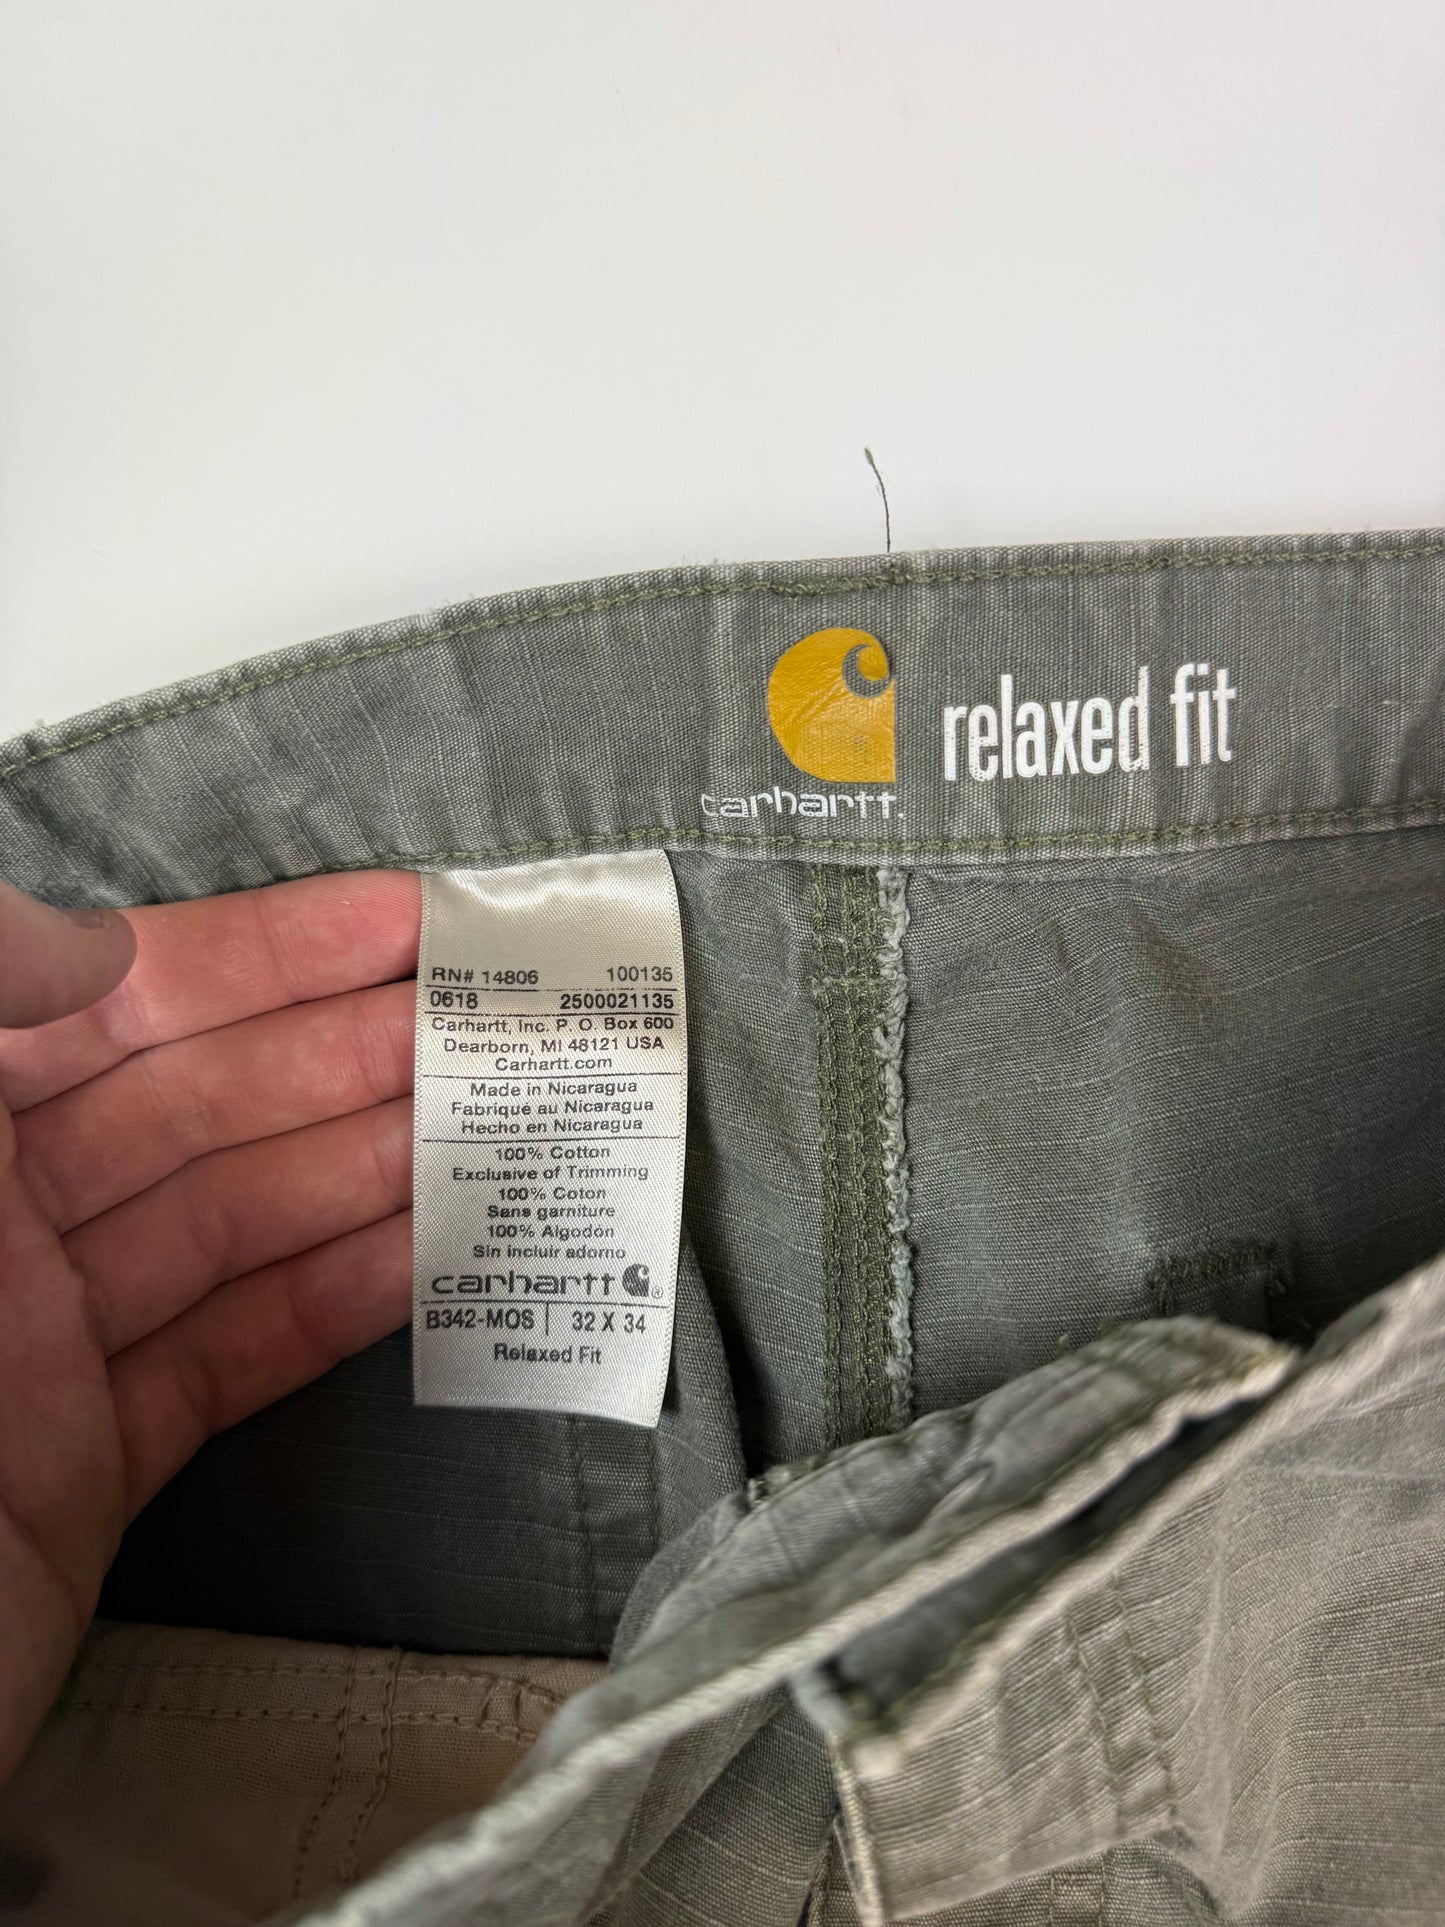 carhartt.
relaxed fit
RN# 14806 100135
0618 2500021135
Carhartt, Inc. P. O. Box 600
Dearborn, MI 48121 USA
Carhartt.com
Made in Nicaragua
Fabriqué au Nicaragua
Hecho en Nicaragua
100% Cotton
Exclusive of Trimming
100% Coton
Sans garniture
100% Algodón
Sin incluir adorno
carhartt®
B342-MOS | 32 X 34
Relaxed Fit